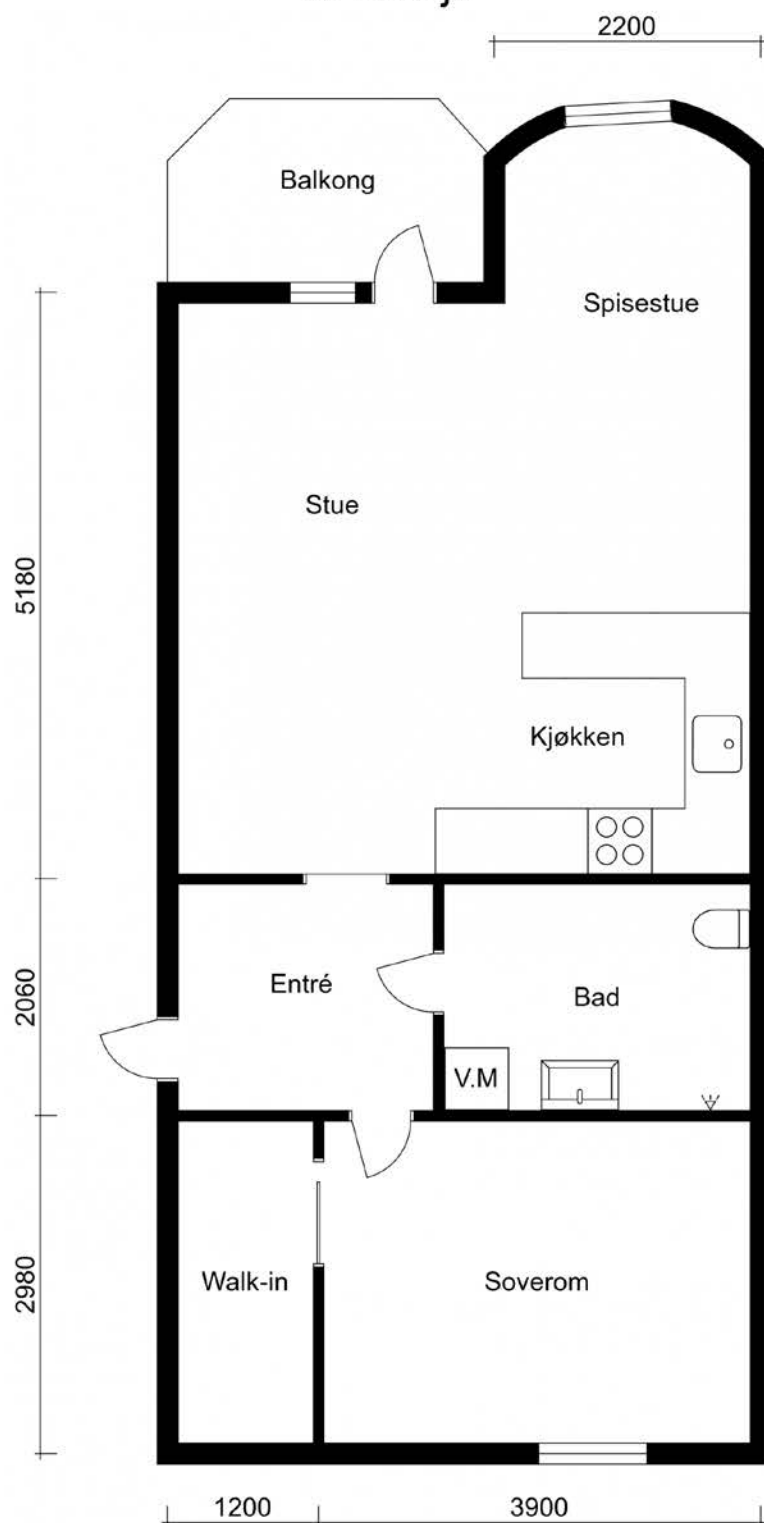 2200
Balkong
Spisestue
Stue
5180
Kjøkken
Entré
2060
Bad
V.M
Walk-in
Soverom
2980
1200
3900